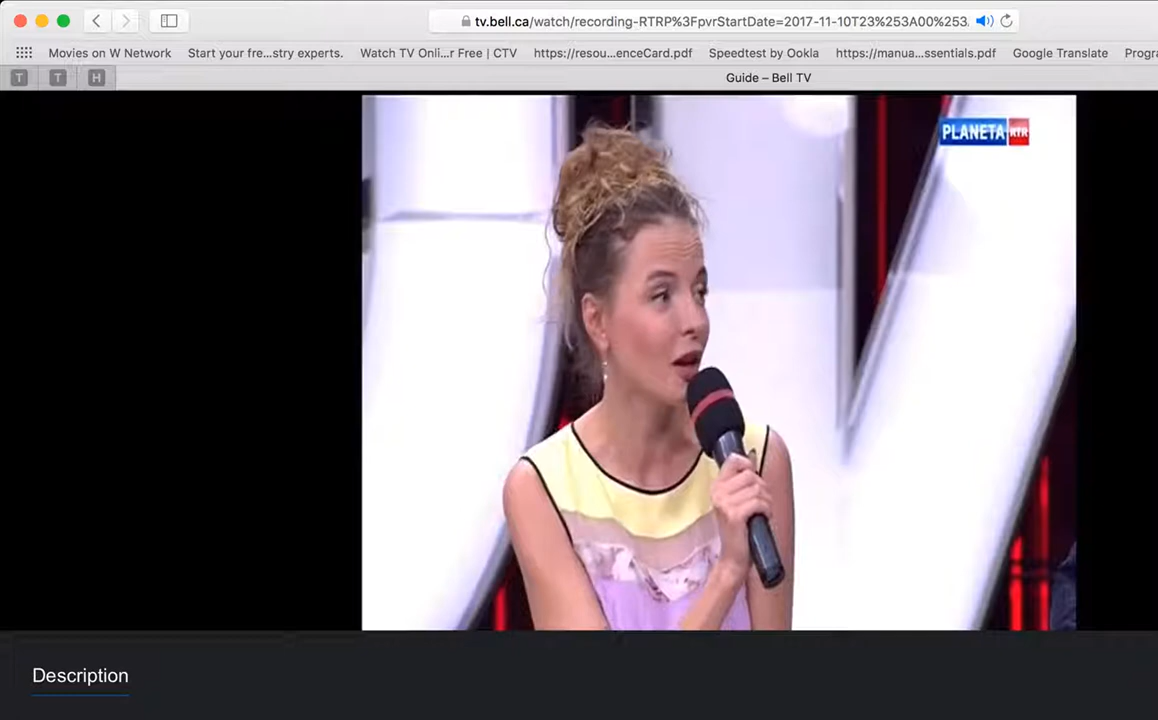 tv.bell.ca/watch/recording-RTRP%3FpvrStartDate=2017-11-10T23%253A00%253.
Movies on W Network Start your fre...stry experts. Watch TV Onli...r Free | CTV https://resou...enceCard.pdf Speedtest by Ookla https://manua...ssentials.pdf Google Translate Progra
T T H Guide – Bell TV
PLANETA RTR
Description